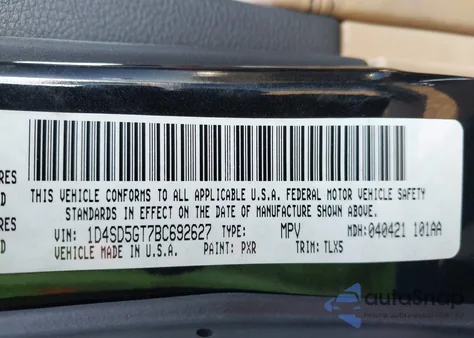 RES
THIS VEHICLE CONFORMS TO ALL APPLICABLE U.S.A. FEDERAL MOTOR VEHICLE SAFETY
D
STANDARDS IN EFFECT ON THE DATE OF MANUFACTURE SHOWN ABOVE.
RES
VIN: 1D4SD5GT7BC692627 TYPE: MPV MDH: 040421 101AA
D
VEHICLE MADE IN U.S.A. PAINT: PXR TRIM: TLX5
autoSnap